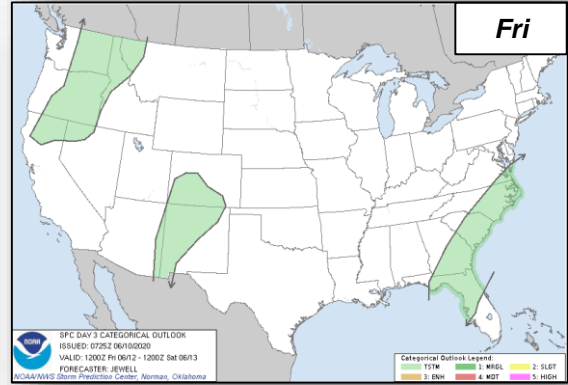 Fri
SPC DAY 3 CATEGORICAL OUTLOOK
ISSUED: 0725Z 06/10/2020
VALID: 1200Z Fri 06/12 - 1200Z Sat 06/13
FORECASTER: JEWELL
NOAA/NWS Storm Prediction Center, Norman, Oklahoma
NOAA
Categorical Outlook Legend:
TSTM 1: MRGL 2: SLGT
3: ENH 4: MDT 5: HIGH